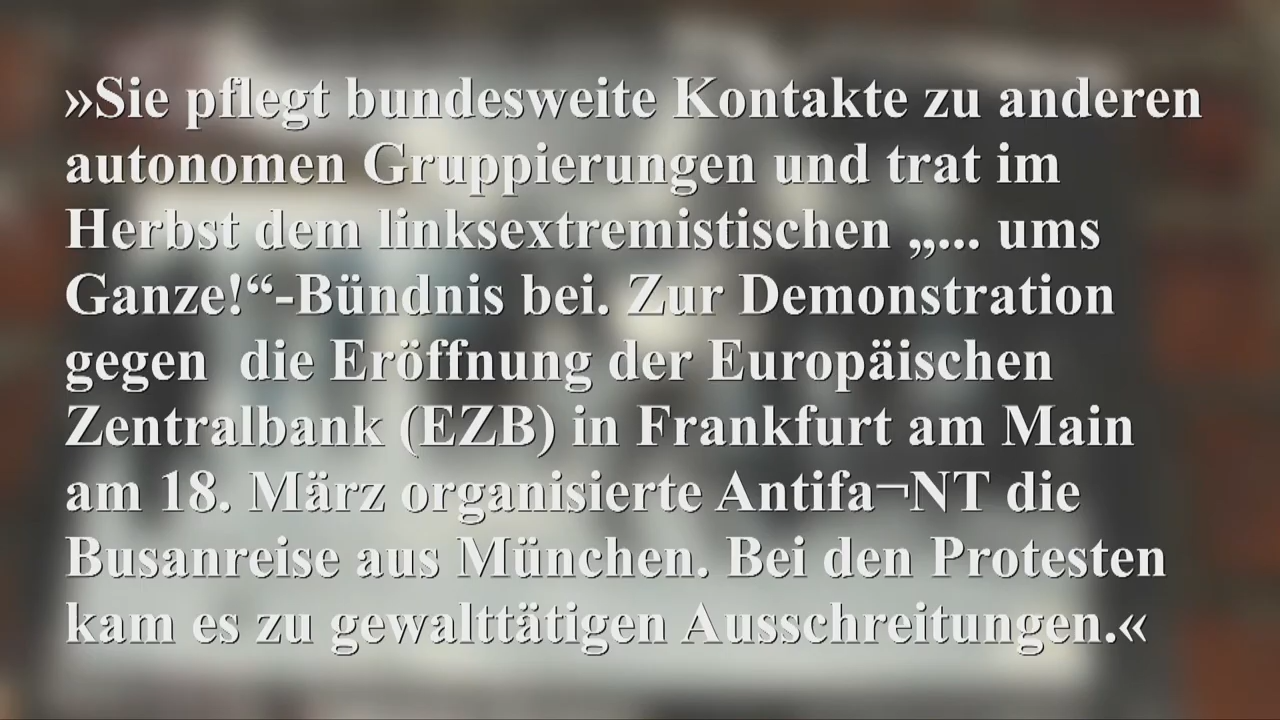 »Sie pflegt bundesweite Kontakte zu anderen
autonomen Gruppierungen und trat im
Herbst dem linksextremistischen „... ums
Ganze!“-Bündnis bei. Zur Demonstration
gegen  die Eröffnung der Europäischen
Zentralbank (EZB) in Frankfurt am Main
am 18. März organisierte Antifa¬NT die
Busanreise aus München. Bei den Protesten
kam es zu gewalttätigen Ausschreitungen.«